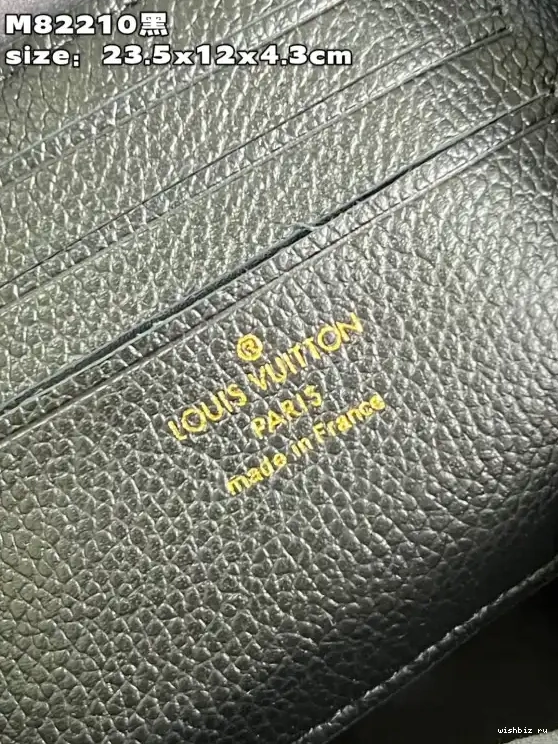 M82210黑
size：23.5x12x4.3cm
®
LOUIS VUITTON
PARIS
made in France
wishbiz ru